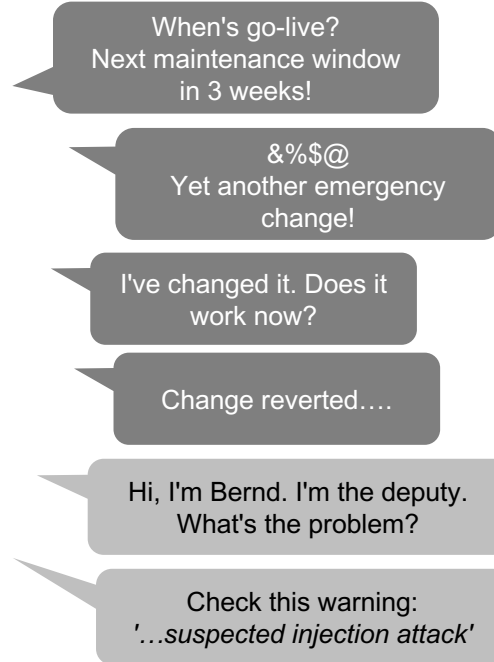 When's go-live?
Next maintenance window
in 3 weeks!
&%$@
Yet another emergency
change!
I've changed it. Does it
work now?
Change reverted….
Hi, I'm Bernd. I'm the deputy.
What's the problem?
Check this warning:
'…suspected injection attack'